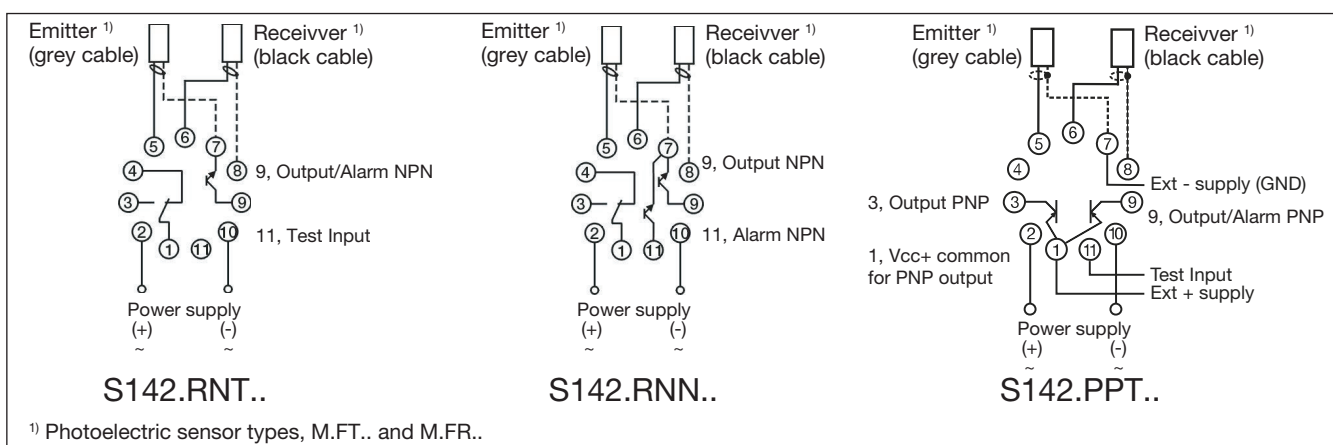 Emitter 1)
(grey cable)
Receivver 1)
(black cable)
5
6
7
4
8
9, Output/Alarm NPN
3
9
2
1
11
10
11, Test Input
Power supply
(+)
(-)
~
~
S142.RNT..
Emitter 1)
(grey cable)
Receivver 1)
(black cable)
5
6
7
9, Output NPN
4
8
3
9
2
1
11
10
11, Alarm NPN
Power supply
(+)
(-)
~
~
S142.RNN..
Emitter 1)
(grey cable)
Receivver 1)
(black cable)
5
6
7
4
8
Ext - supply (GND)
3, Output PNP
3
9
9, Output/Alarm PNP
2
1
11
10
1, Vcc+ common
for PNP output
Test Input
Ext + supply
Power supply
(+)
(-)
~
~
S142.PPT..
1) Photoelectric sensor types, M.FT.. and M.FR..